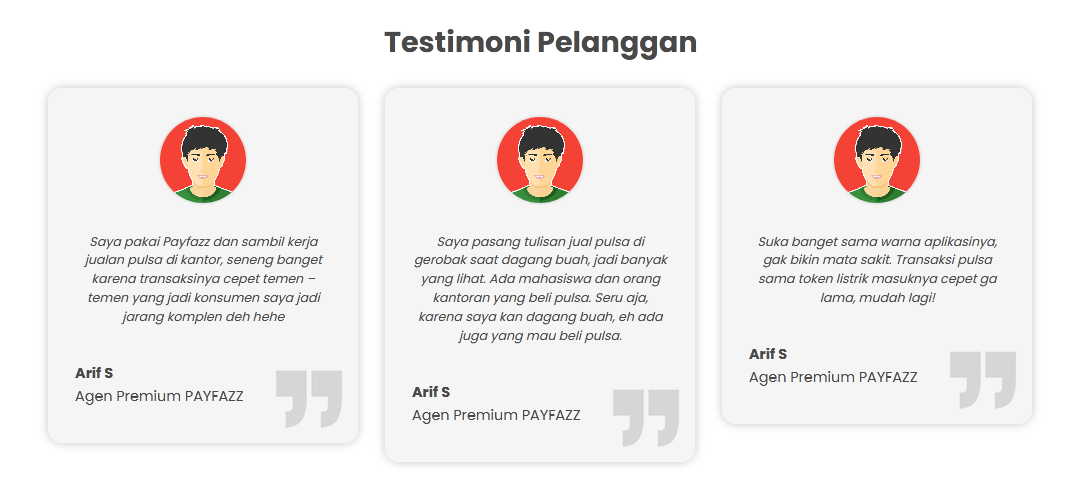 Testimoni Pelanggan
Saya pakai Payfazz dan sambil kerja
jualan pulsa di kantor, seneng banget
karena transaksinya cepet temen –
temen yang jadi konsumen saya jadi
jarang komplen deh hehe
Arif S
Agen Premium PAYFAZZ
Saya pasang tulisan jual pulsa di
gerobak saat dagang buah, jadi banyak
yang lihat. Ada mahasiswa dan orang
kantoran yang beli pulsa. Seru aja,
karena saya kan dagang buah, eh ada
juga yang mau beli pulsa.
Arif S
Agen Premium PAYFAZZ
Suka banget sama warna aplikasinya,
gak bikin mata sakit. Transaksi pulsa
sama token listrik masuknya cepet ga
lama, mudah lagi!
Arif S
Agen Premium PAYFAZZ